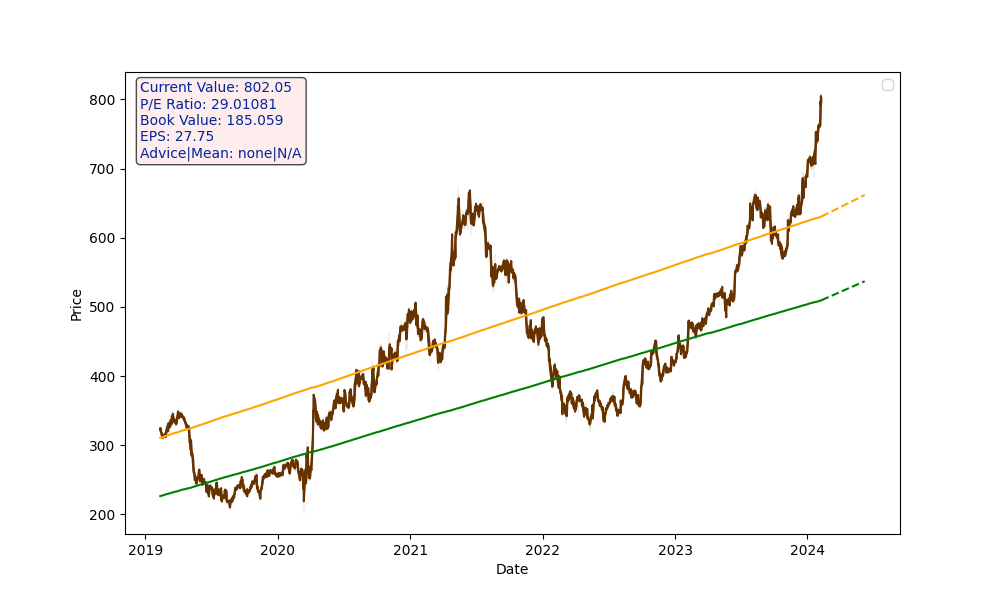 Current Value: 802.05
P/E Ratio: 29.01081
Book Value: 185.059
EPS: 27.75
Advice|Mean: none|N/A
800
700
600
500
400
300
200
Price
2019 2020 2021 2022 2023 2024
Date